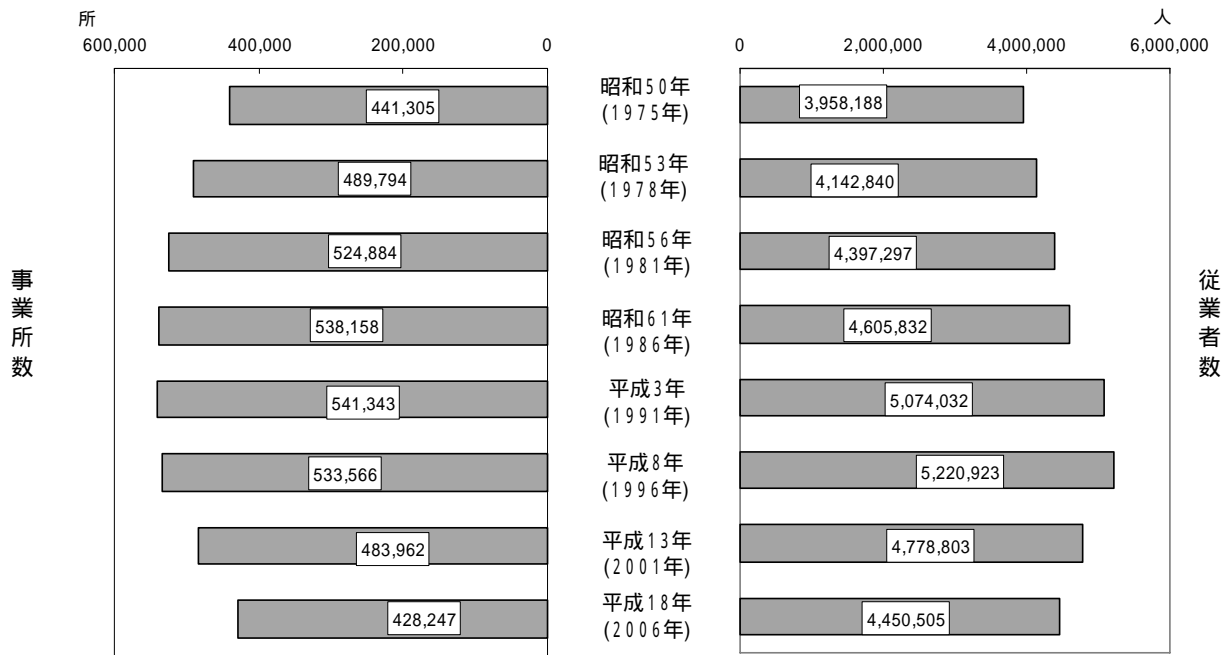 所
人
600,000 400,000 200,000 0
0 2,000,000 4,000,000 6,000,000
事業所数
従業者数
441,305
昭和50年
(1975年)
3,958,188
489,794
昭和53年
(1978年)
4,142,840
524,884
昭和56年
(1981年)
4,397,297
538,158
昭和61年
(1986年)
4,605,832
541,343
平成3年
(1991年)
5,074,032
533,566
平成8年
(1996年)
5,220,923
483,962
平成13年
(2001年)
4,778,803
428,247
平成18年
(2006年)
4,450,505